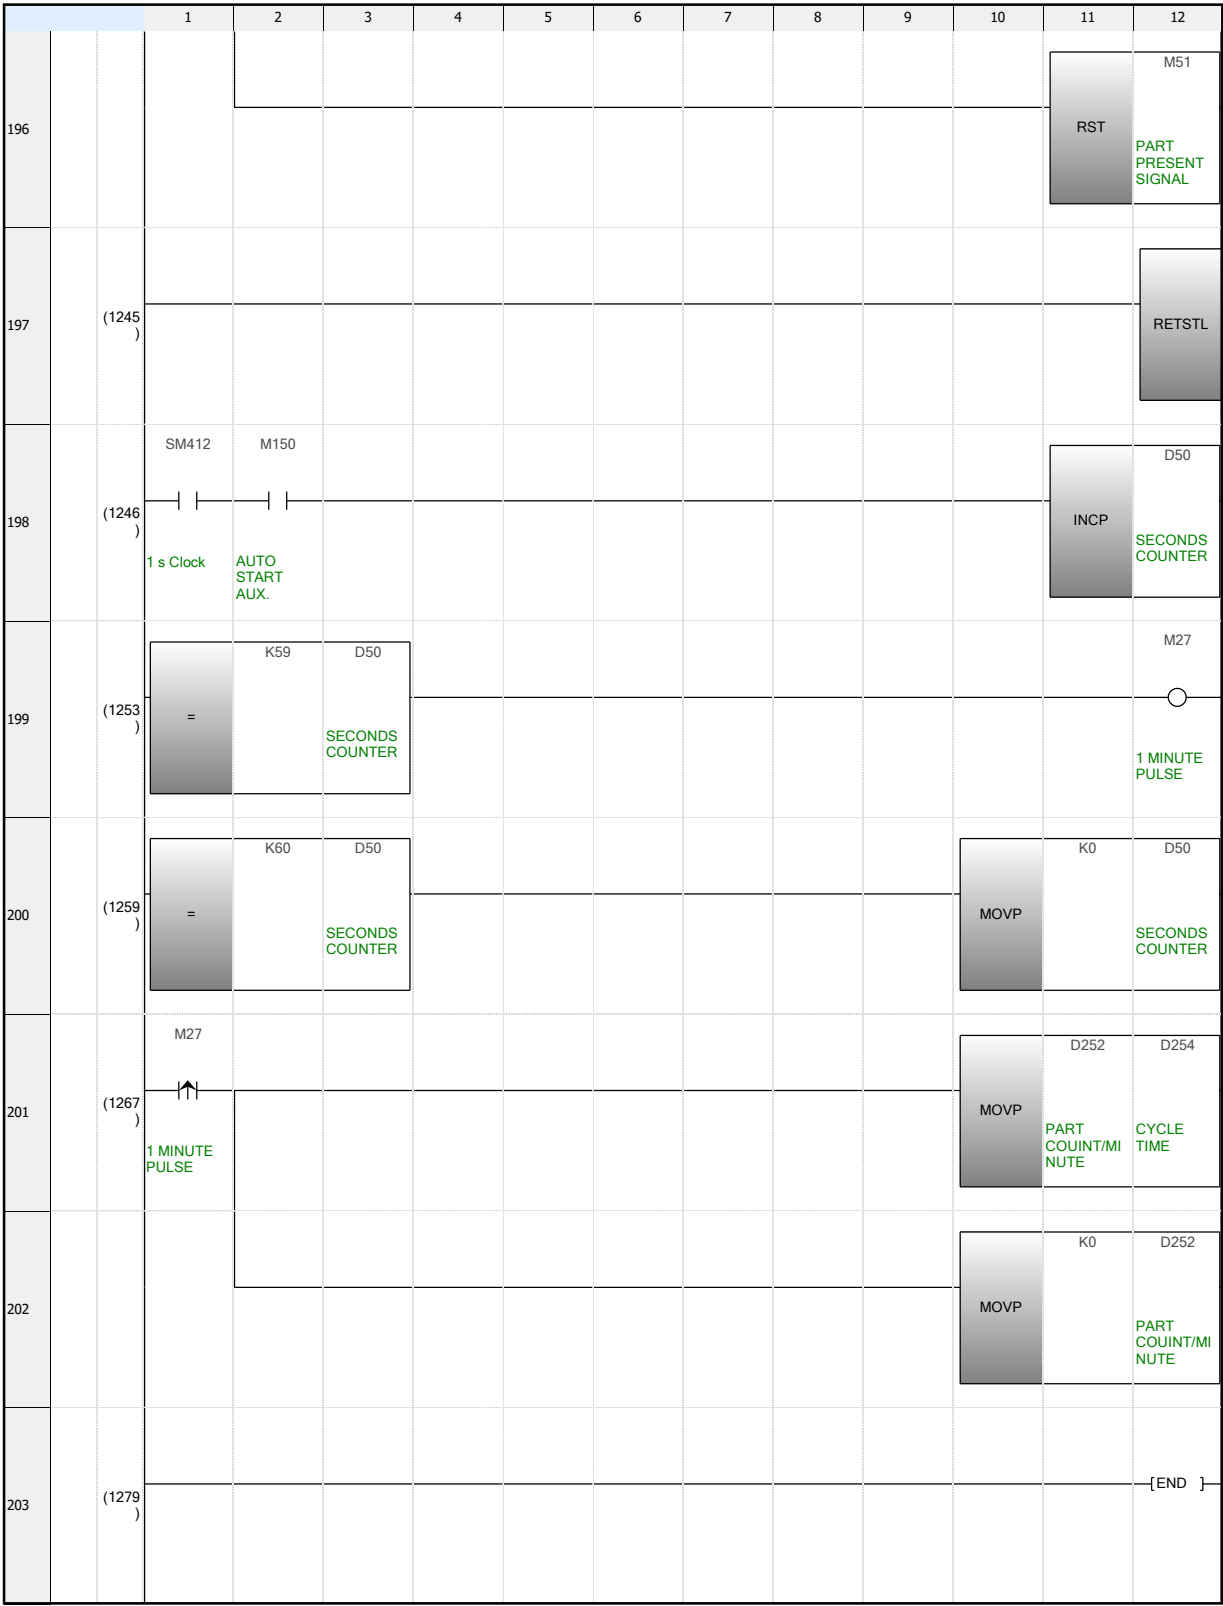 1 2 3 4 5 6 7 8 9 10 11 12
196
M51
RST
PART
PRESENT
SIGNAL
197
(1245
)
RETSTL
198
(1246
)
SM412 M150
1 s Clock
AUTO
START
AUX.
D50
INCP
SECONDS
COUNTER
199
(1253
)
K59 D50
=
SECONDS
COUNTER
M27
1 MINUTE
PULSE
200
(1259
)
K60 D50
=
SECONDS
COUNTER
K0 D50
MOVP
SECONDS
COUNTER
201
(1267
)
M27
1 MINUTE
PULSE
D252 D254
MOVP
PART
COUINT/MI
NUTE
CYCLE
TIME
202
K0 D252
MOVP
PART
COUINT/MI
NUTE
203
(1279
)
[END ]